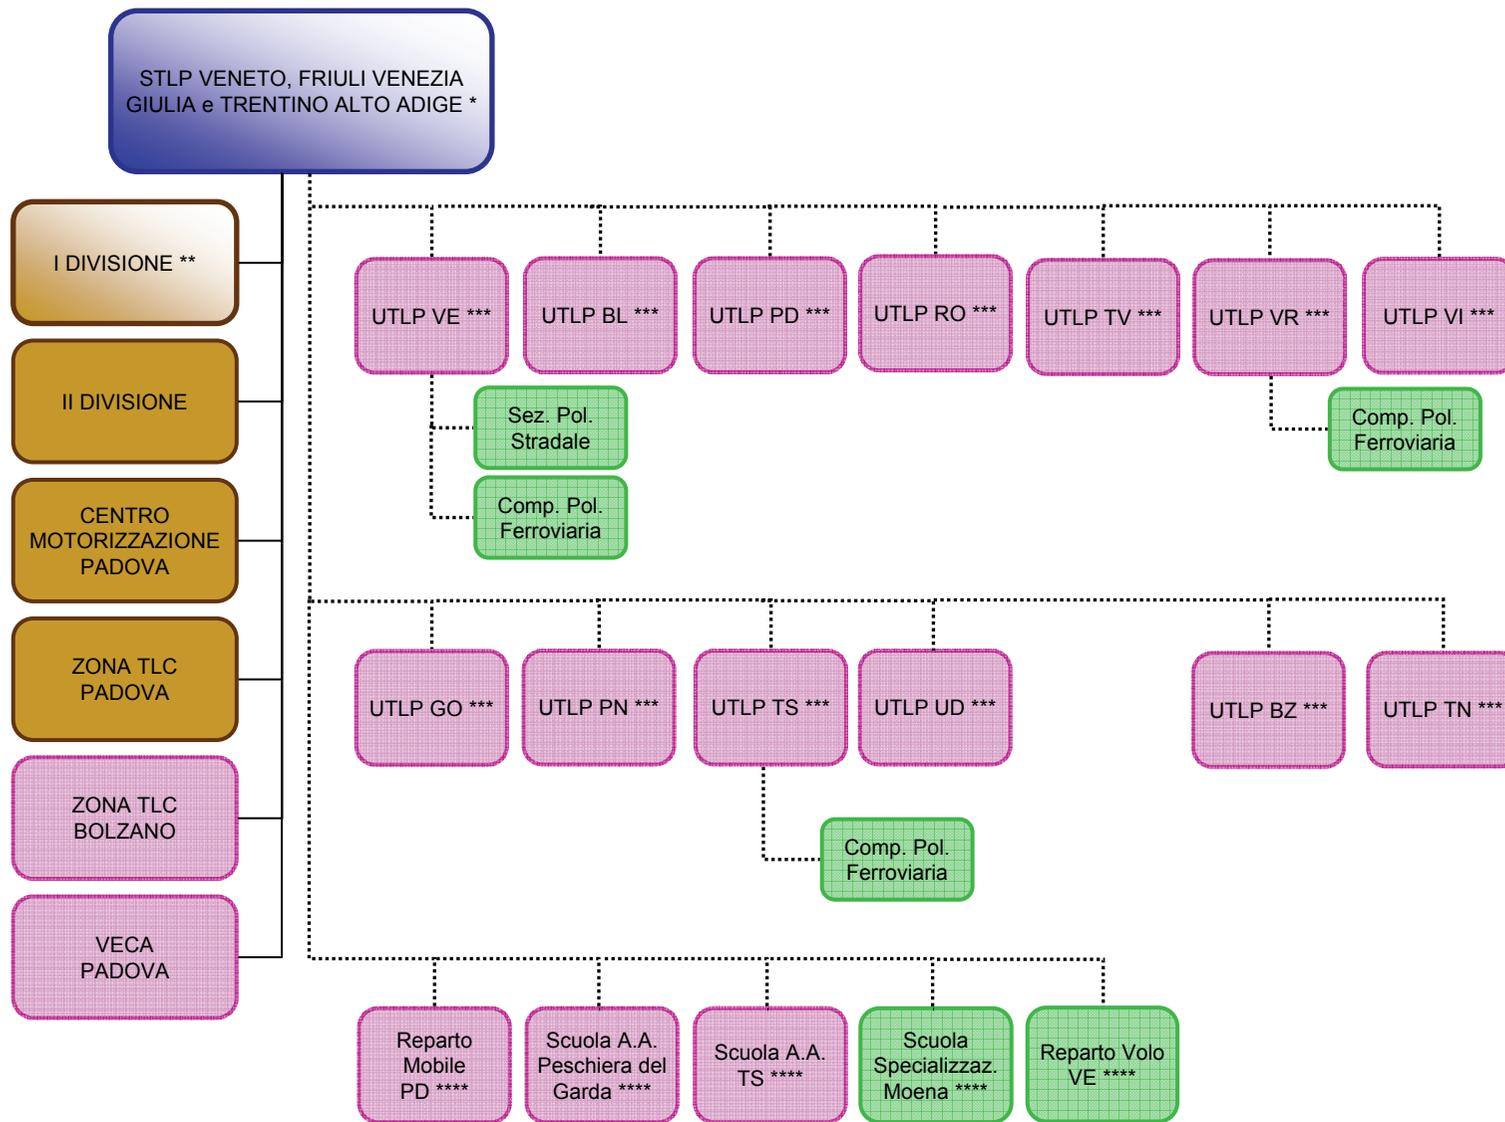 STLP VENETO, FRIULI VENEZIA
GIULIA e TRENTINO ALTO ADIGE *
I DIVISIONE **
II DIVISIONE
CENTRO
MOTORIZZAZIONE
PADOVA
ZONA TLC
PADOVA
ZONA TLC
BOLZANO
VECA
PADOVA
UTLP VE ***
UTLP BL ***
UTLP PD ***
UTLP RO ***
UTLP TV ***
UTLP VR ***
UTLP VI ***
Sez. Pol.
Stradale
Comp. Pol.
Ferroviaria
Comp. Pol.
Ferroviaria
UTLP GO ***
UTLP PN ***
UTLP TS ***
UTLP UD ***
UTLP BZ ***
UTLP TN ***
Comp. Pol.
Ferroviaria
Reparto
Mobile
PD ****
Scuola A.A.
Peschiera del
Garda ****
Scuola A.A.
TS ****
Scuola
Specializzaz.
Moena ****
Reparto Volo
VE ****